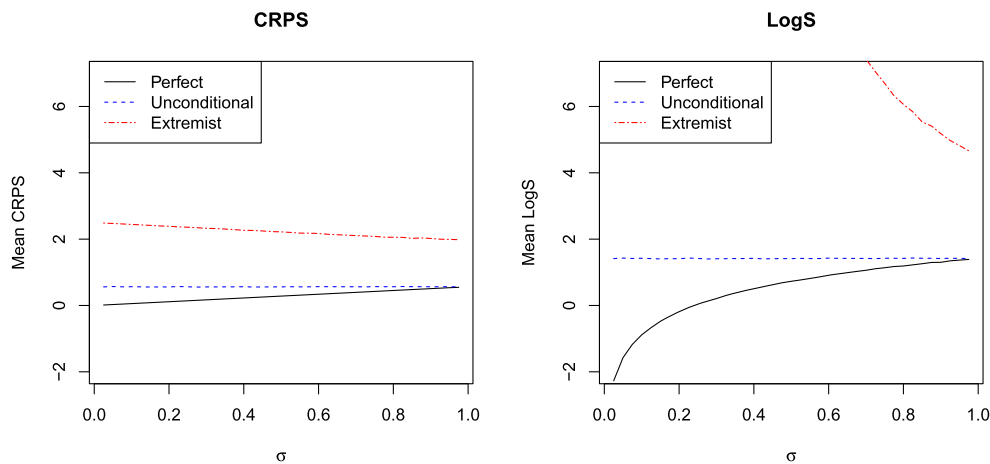 CRPS
Perfect
Unconditional
Extremist
Mean CRPS
6
4
2
0
−2
0.0 0.2 0.4 0.6 0.8 1.0
σ
LogS
Perfect
Unconditional
Extremist
Mean LogS
6
4
2
0
−2
0.0 0.2 0.4 0.6 0.8 1.0
σ